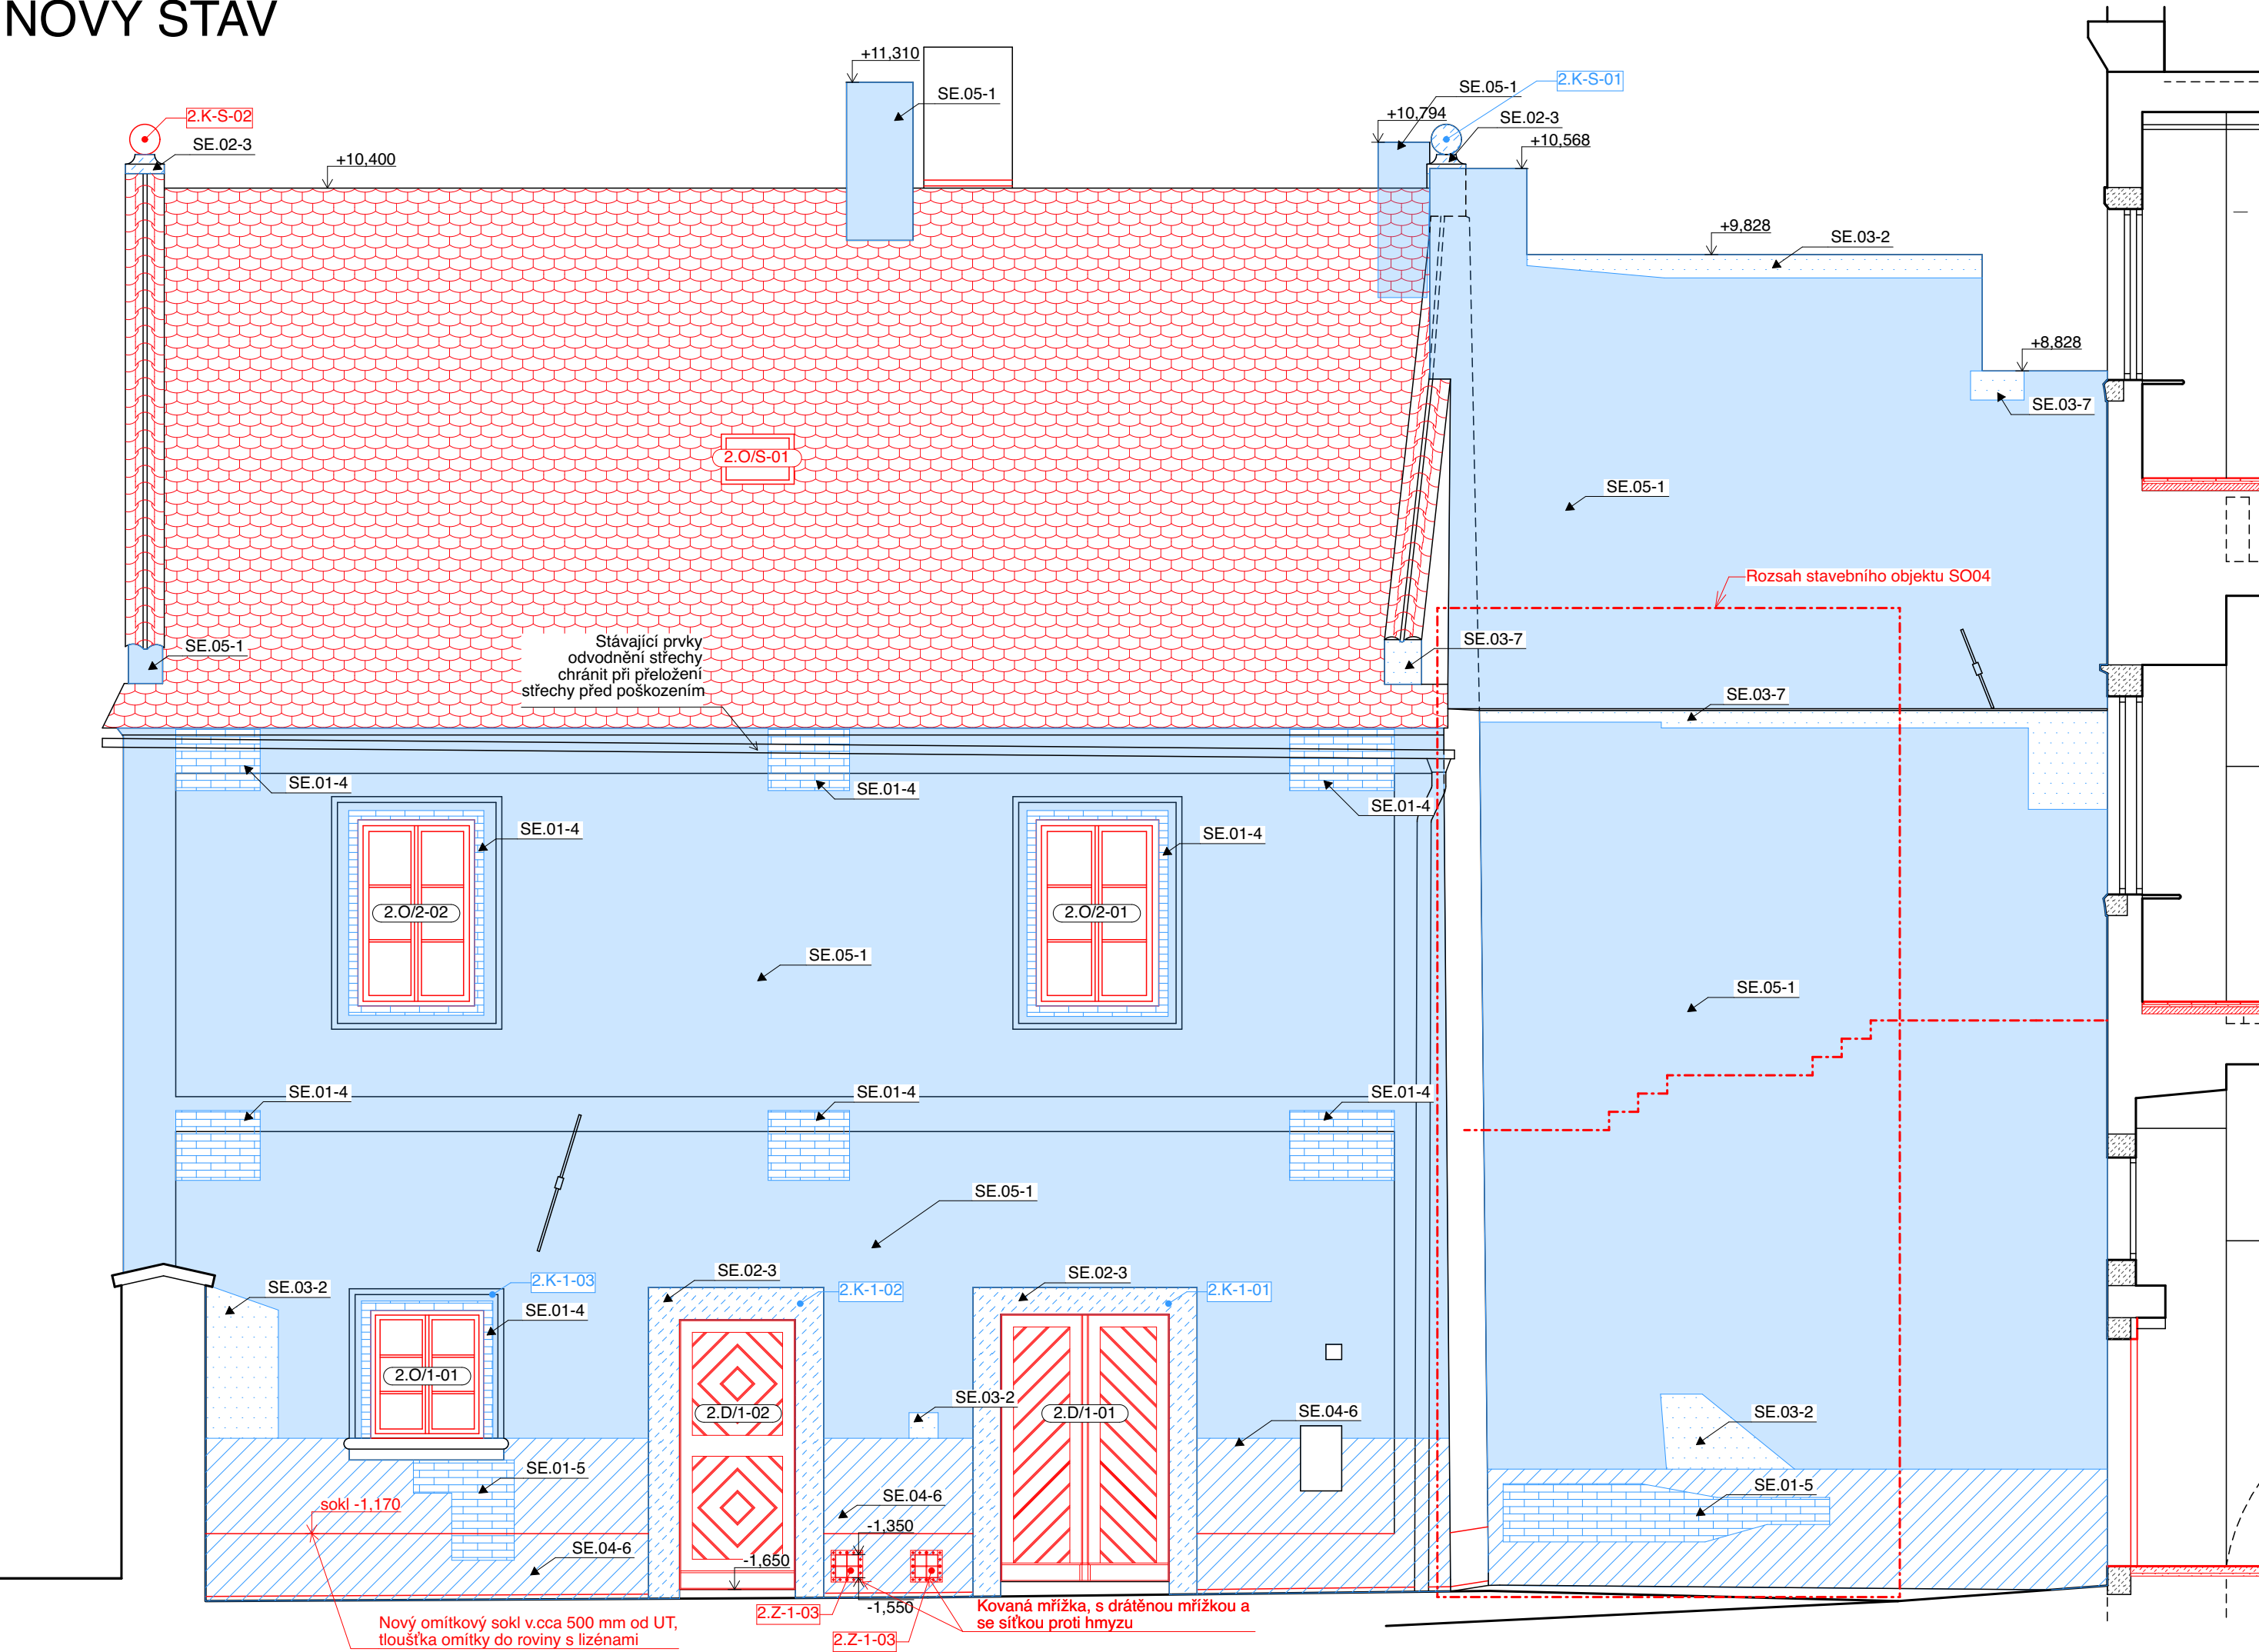 NOVÝ STAV
+11,310
SE.05-1
2.K-S-01
SE.05-1
+10,794
SE.02-3
2.K-S-02
SE.02-3
+10,568
+10,400
+9,828
SE.03-2
+8,828
SE.03-7
2.O/S-01
SE.05-1
Rozsah stavebního objektu SO04
SE.05-1
Stávající prvky
odvodnění střechy
chránit při přeložení
střechy před poškozením
SE.03-7
SE.03-7
SE.01-4
SE.01-4
SE.01-4
SE.01-4
SE.01-4
2.O/2-02
2.O/2-01
SE.05-1
SE.05-1
SE.01-4
SE.01-4
SE.01-4
SE.05-1
SE.03-2
2.K-1-03
SE.01-4
SE.02-3
2.K-1-02
SE.02-3
2.K-1-01
2.O/1-01
SE.03-2
2.D/1-02
2.D/1-01
SE.04-6
SE.03-2
SE.01-5
SE.01-5
sokl -1,170
SE.04-6
-1,350
SE.04-6
-1,650
-1,550
2.Z-1-03
2.Z-1-03
Kovaná mřížka, s drátěnou mřížkou a
se síťkou proti hmyzu
Nový omítkový sokl v.cca 500 mm od UT,
tloušťka omítky do roviny s lizénami